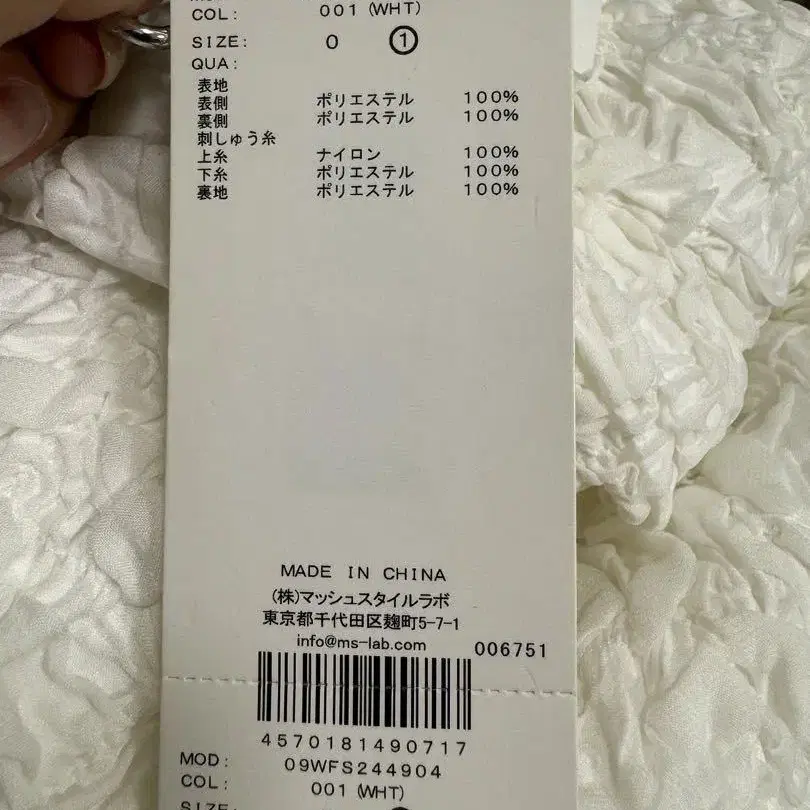 COL: 001 (WHT)
SIZE: 0 1
QUA:
表地
表側 ポリエステル 100%
裏側 ポリエステル 100%
刺しゅう糸
上糸 ナイロン 100%
下糸 ポリエステル 100%
裏地 ポリエステル 100%
MADE IN CHINA
(株)マッシュスタイルラボ
東京都千代田区麹町5-7-1
info@ms-lab.com 006751
4570181490717
MOD: 09WFS244904
COL: 001 (WHT)
SIZE: